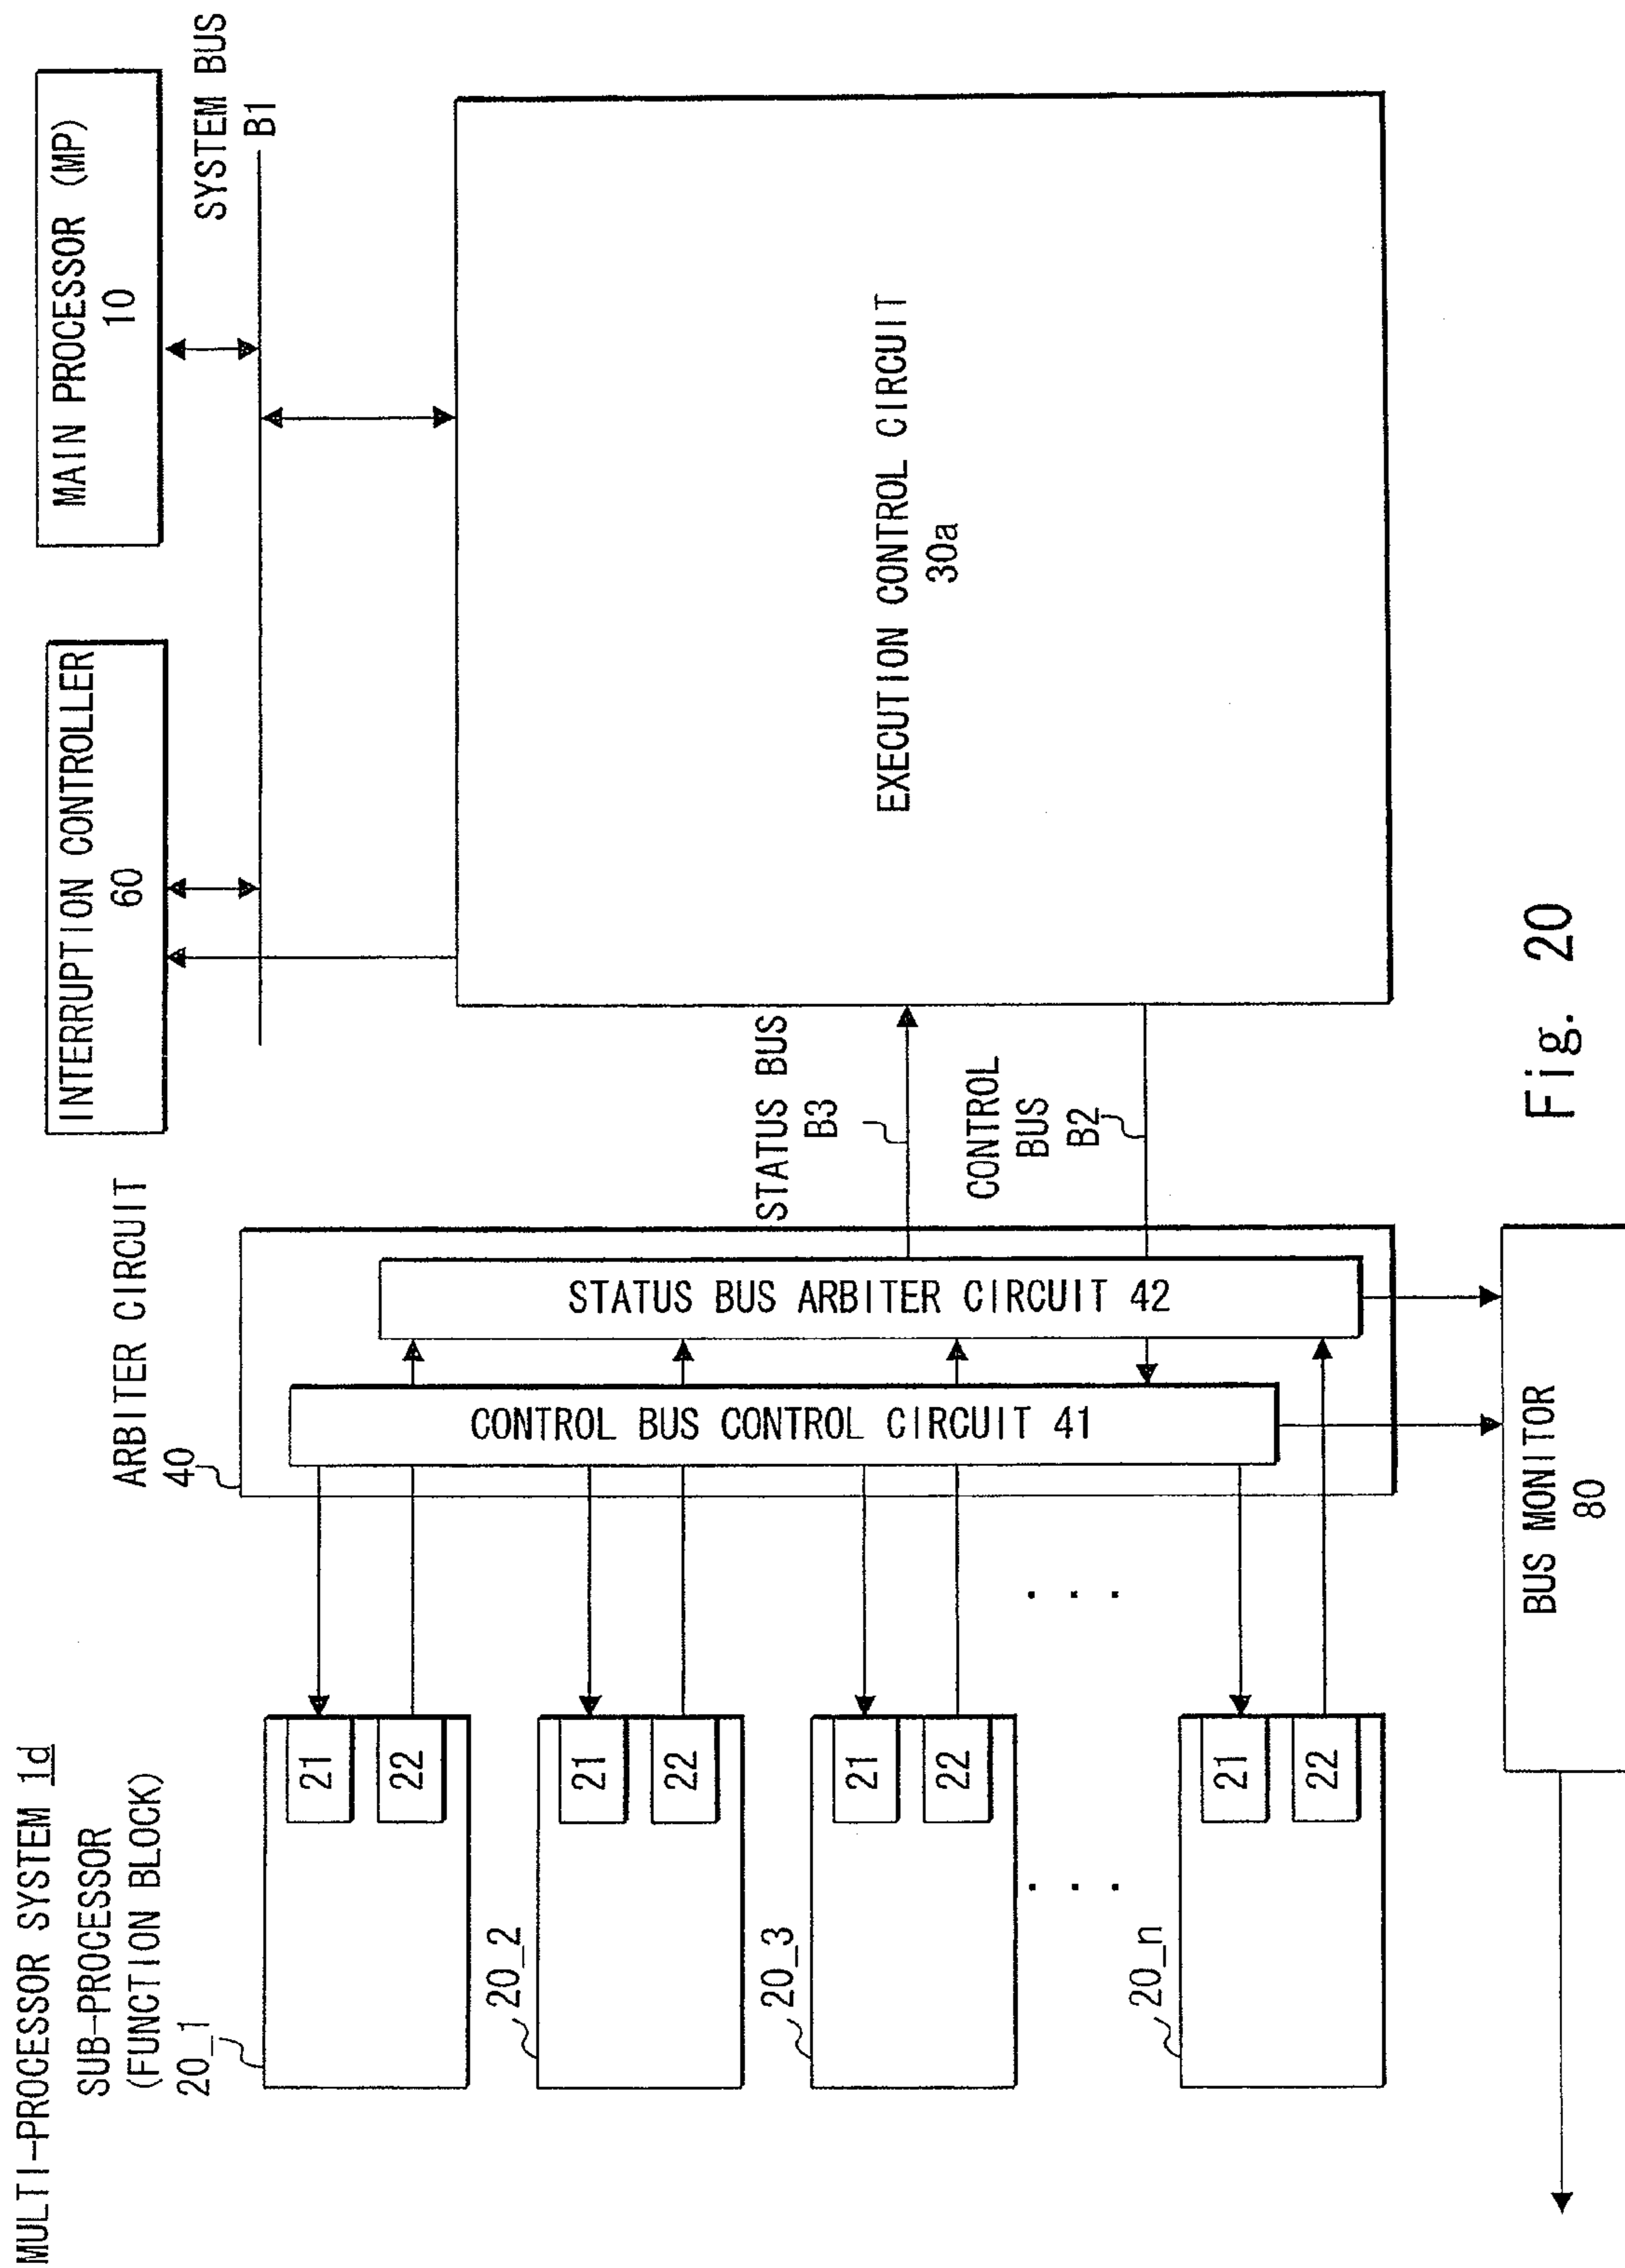 MULTI-PROCESSOR SYSTEM 1d
SUB-PROCESSOR
(FUNCTION BLOCK)
20_1
21
22
20_2
21
22
20_3
21
22
. . .
. . .
20_n
21
22
ARBITER CIRCUIT
40
CONTROL BUS CONTROL CIRCUIT 41
STATUS BUS ARBITER CIRCUIT 42
STATUS BUS
B3
CONTROL
BUS
B2
INTERRUPTION CONTROLLER
60
MAIN PROCESSOR (MP)
10
SYSTEM BUS
B1
EXECUTION CONTROL CIRCUIT
30a
BUS MONITOR
80
Fig. 20